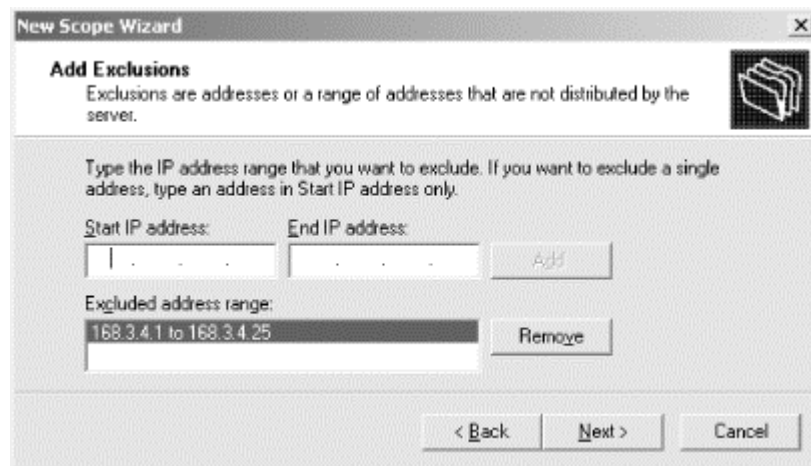 New Scope Wizard
Add Exclusions
Exclusions are addresses or a range of addresses that are not distributed by the
server.
Type the IP address range that you want to exclude. If you want to exclude a single
address, type an address in Start IP address only.
Start IP address: End IP address:
. . . . . . Add
Excluded address range:
168.3.4.1 to 168.3.4.25 Remove
< Back Next > Cancel